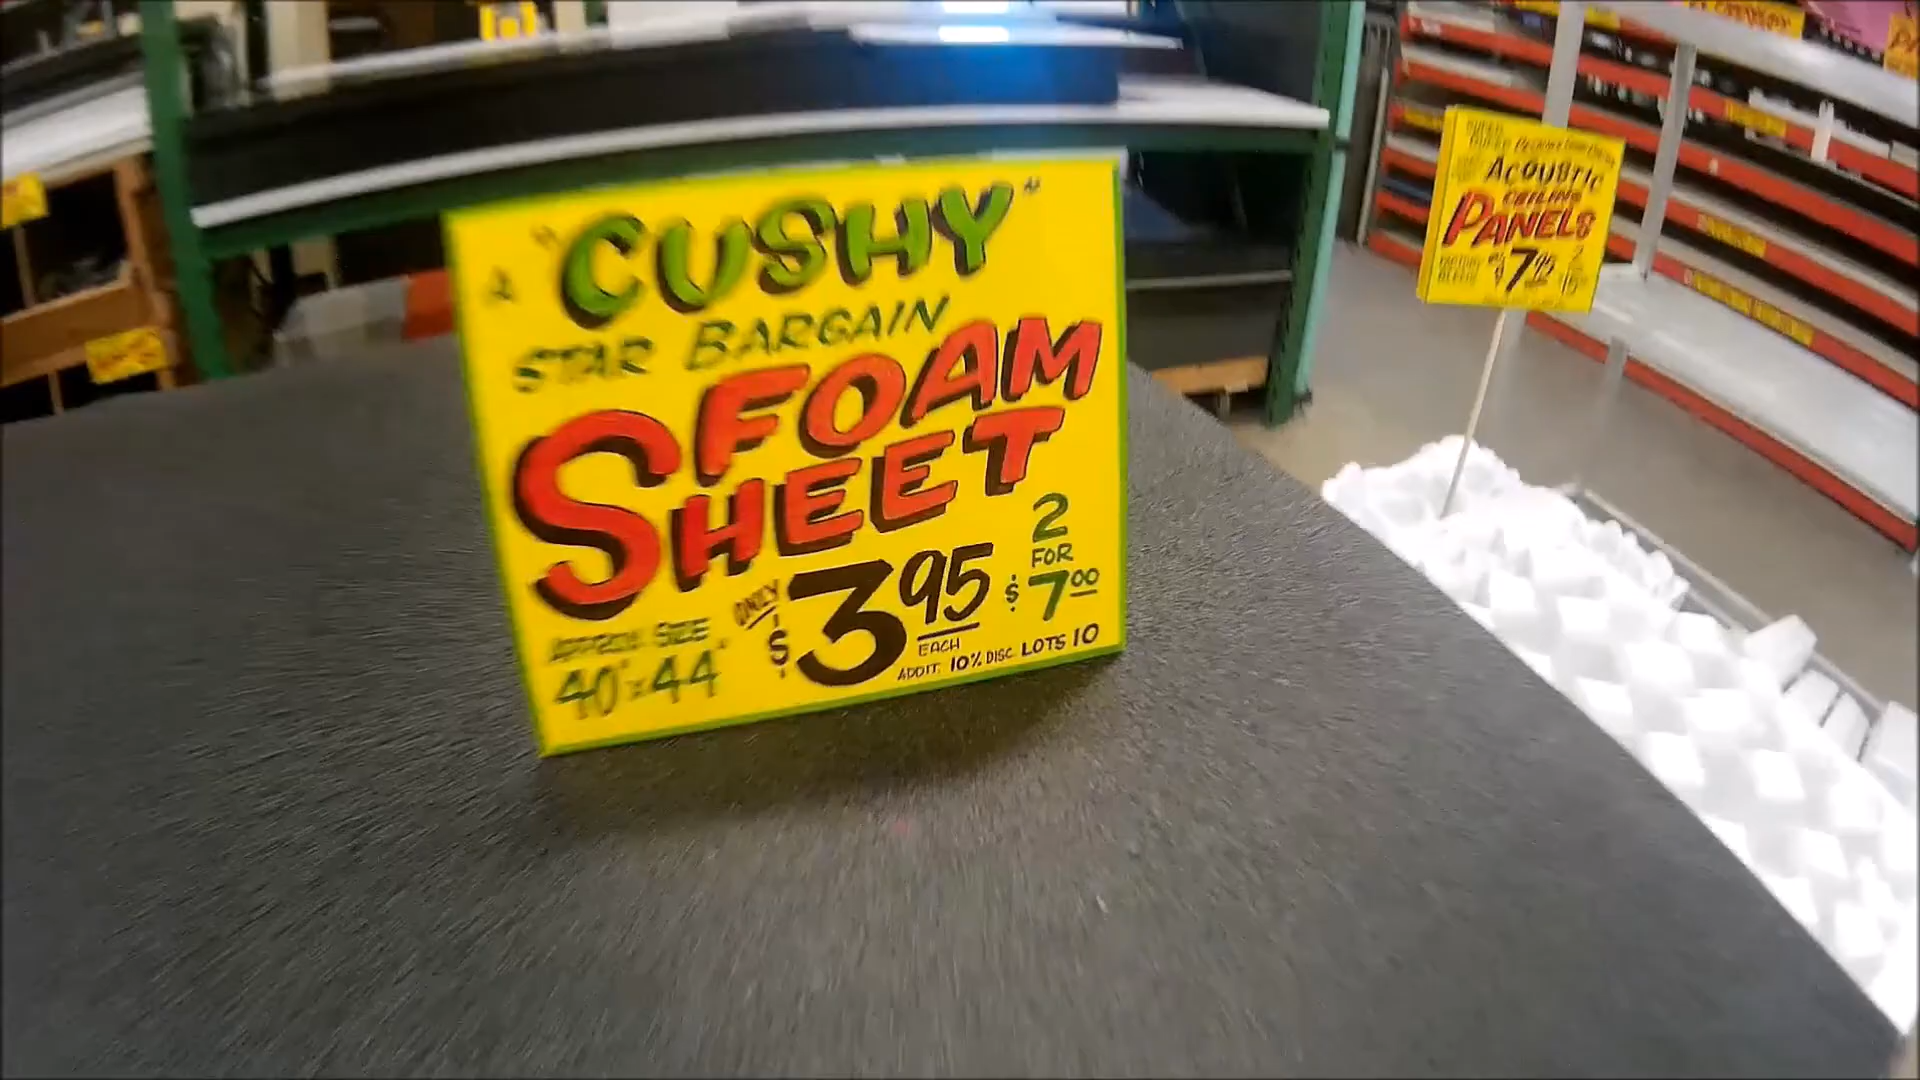 A "CUSHY"
STAR BARGAIN
FOAM
SHEET
ONLY $3.95 EACH
2 FOR $7.00
APPROX. SIZE
40"x44"
ADDIT. 10% DISC. LOTS 10
ACOUSTIC
CEILING
PANELS
$7.95